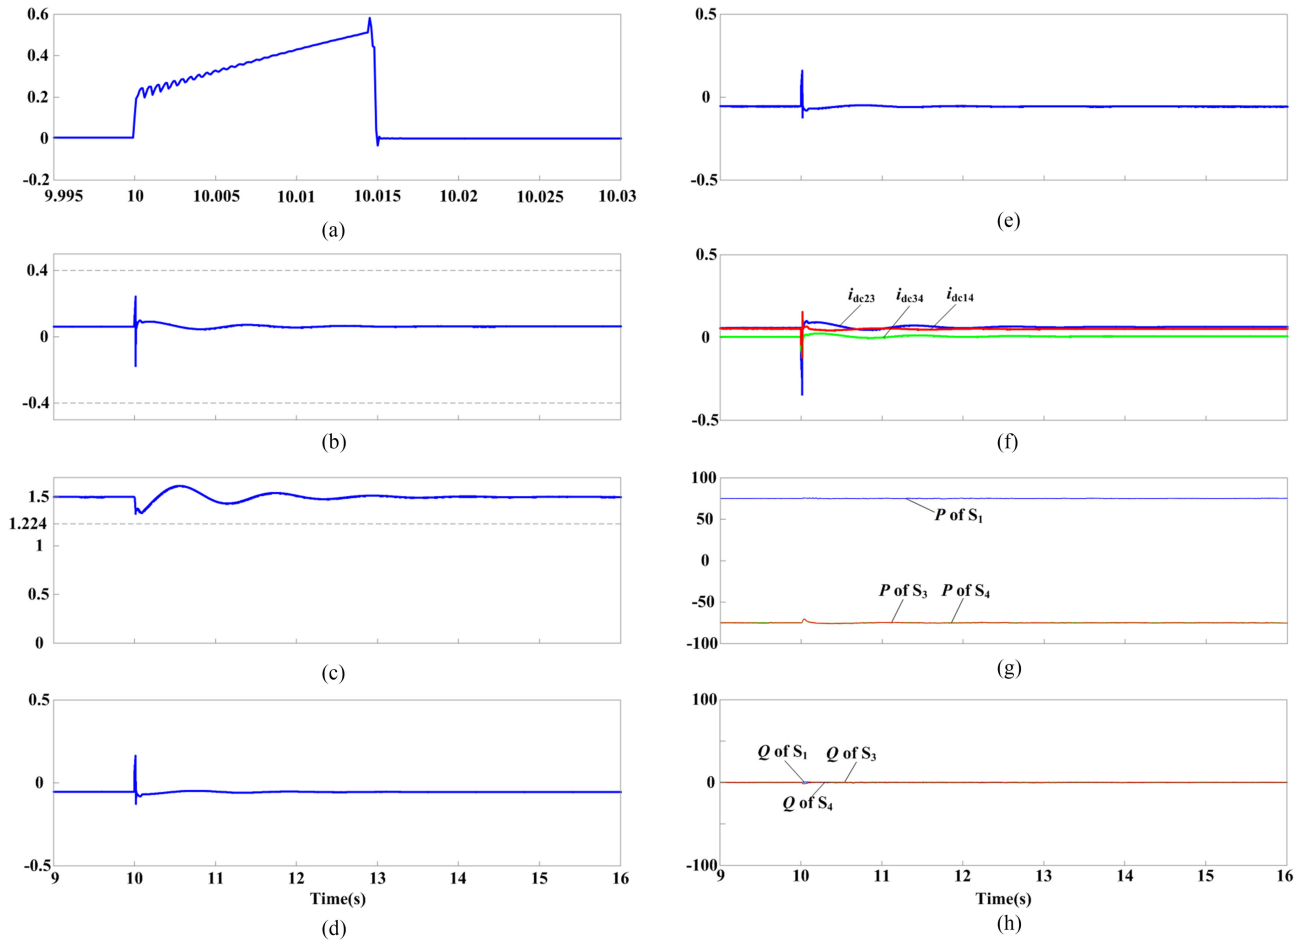 0.6
0.4
0.2
0
-0.2
9.995 10 10.005 10.01 10.015 10.02 10.025 10.03
(a)
0.4
0
-0.4
(b)
1.5
1.224
1
0.5
0
(c)
0.5
0
-0.5
9 10 11 12 13 14 15 16
Time(s)
(d)
0.5
0
-0.5
(e)
0.5
0
-0.5
i dc23 i dc34 i dc14
(f)
100
50
0
-50
-100
P of S1
P of S3 P of S4
(g)
100
0
-100
Q of S1 Q of S3
Q of S4
9 10 11 12 13 14 15 16
Time(s)
(h)